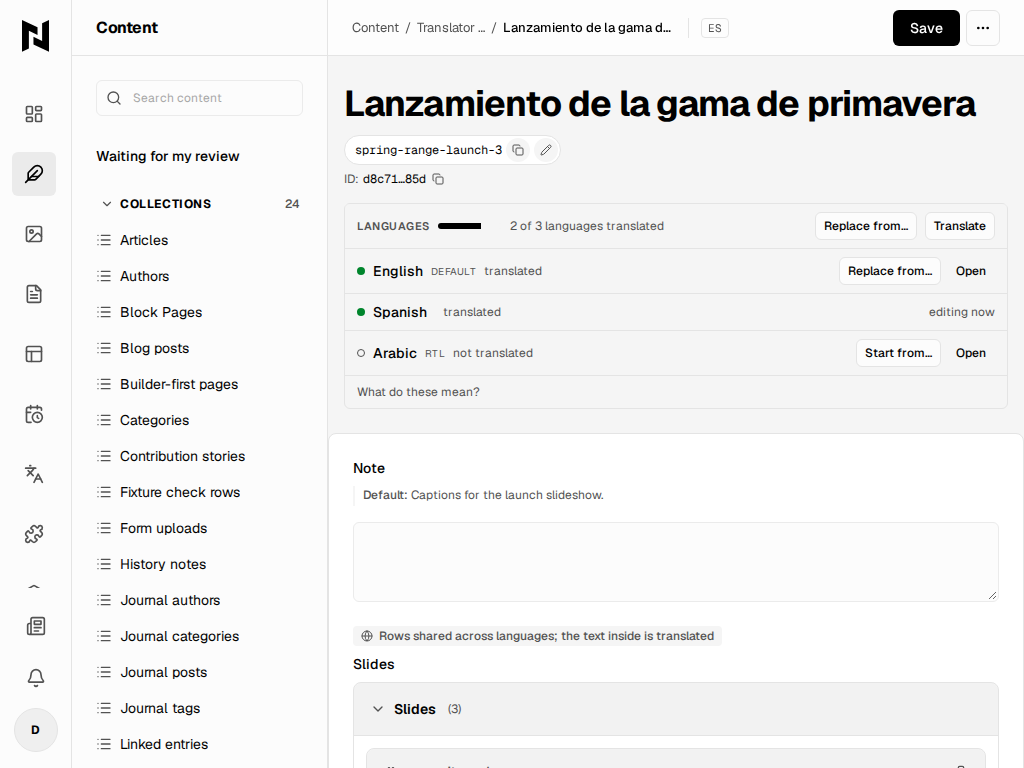 Content
Search content
Waiting for my review
COLLECTIONS 24
Articles
Authors
Block Pages
Blog posts
Builder-first pages
Categories
Contribution stories
Fixture check rows
Form uploads
History notes
Journal authors
Journal categories
Journal posts
Journal tags
Linked entries
D
Content / Translator ... / Lanzamiento de la gama d... ES
Save
Lanzamiento de la gama de primavera
spring-range-launch-3
ID: d8c71…85d
LANGUAGES 2 of 3 languages translated Replace from… Translate
English DEFAULT translated Replace from… Open
Spanish translated editing now
Arabic RTL not translated Start from… Open
What do these mean?
Note
Default: Captions for the launch slideshow.
Rows shared across languages; the text inside is translated
Slides
Slides (3)